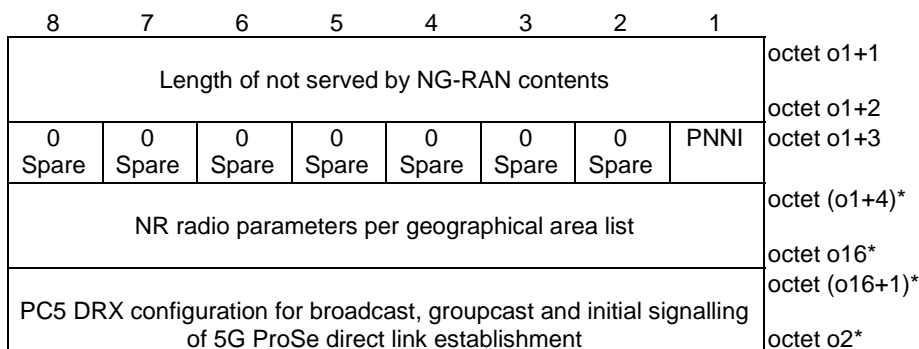 8 7 6 5 4 3 2 1
Length of not served by NG-RAN contents
octet o1+1
octet o1+2
0 0 0 0 0 0 0 PNNI octet o1+3
Spare Spare Spare Spare Spare Spare Spare
NR radio parameters per geographical area list
octet (o1+4)*
octet o16*
octet (o16+1)*
PC5 DRX configuration for broadcast, groupcast and initial signalling
of 5G ProSe direct link establishment
octet o2*